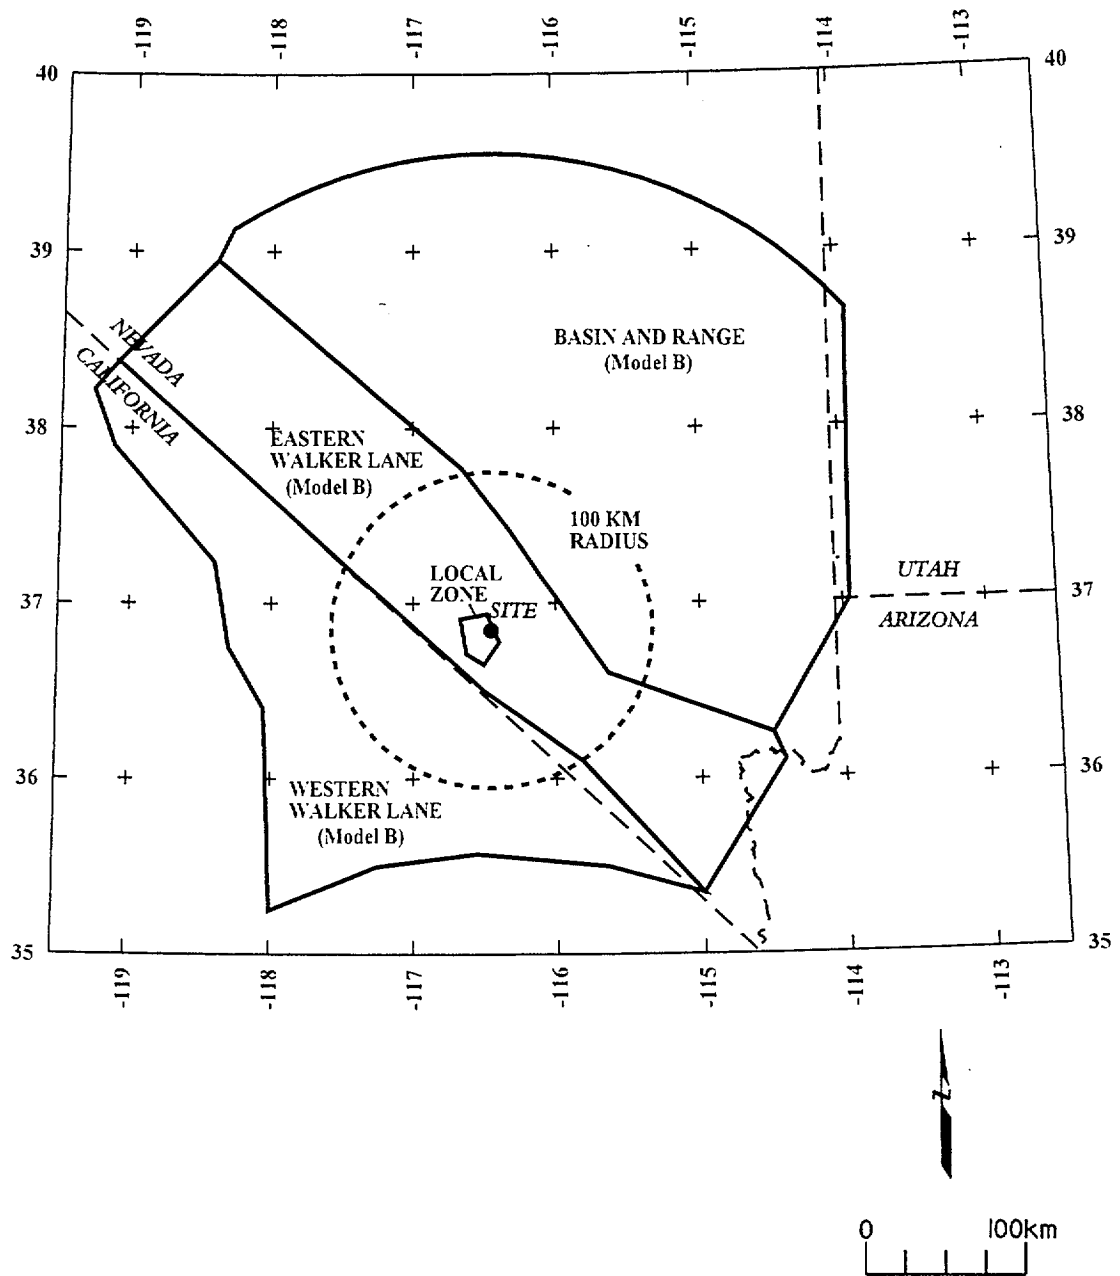 -119
-118
-117
-116
-115
-114
-113
40
40
39
39
NEVADA
CALIFORNIA
BASIN AND RANGE
(Model B)
38
38
EASTERN
WALKER LANE
(Model B)
100 KM
RADIUS
LOCAL
ZONE
SITE
UTAH
37
37
ARIZONA
36
36
WESTERN
WALKER LANE
(Model B)
35
35
-119
-118
-117
-116
-115
-114
-113
N
0 100km